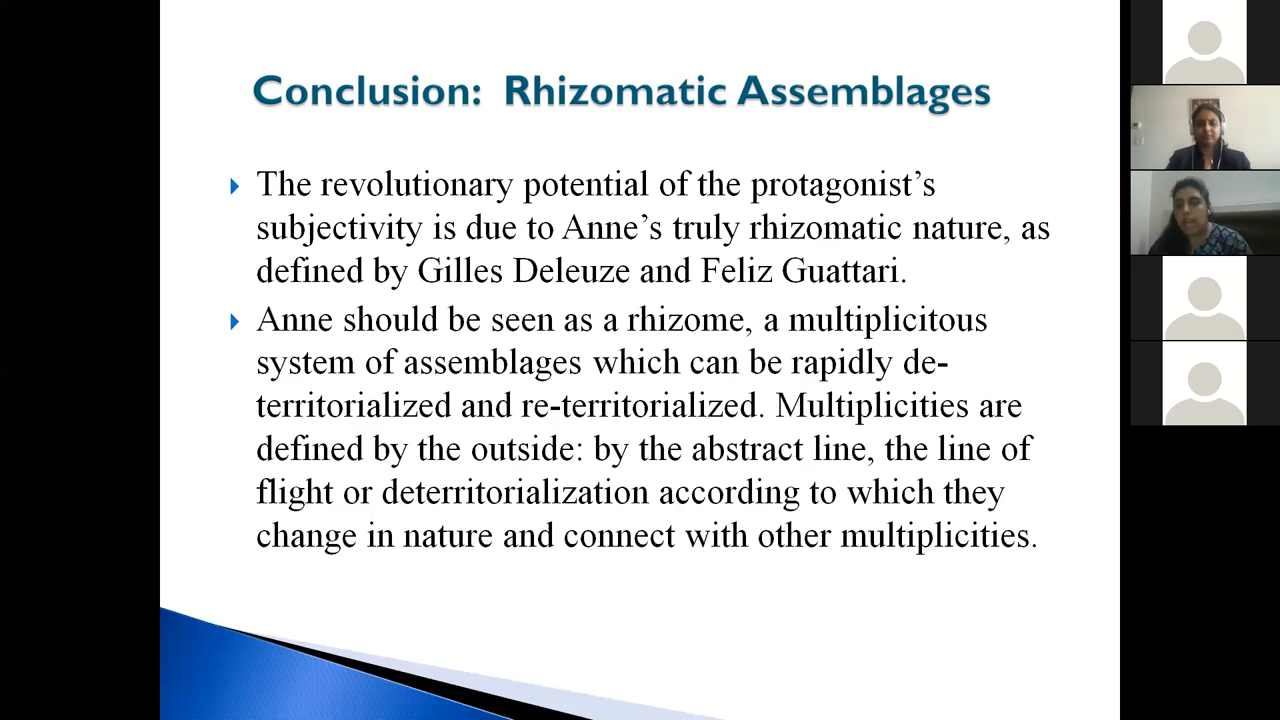 Conclusion: Rhizomatic Assemblages
The revolutionary potential of the protagonist's
subjectivity is due to Anne's truly rhizomatic nature, as
defined by Gilles Deleuze and Feliz Guattari.
Anne should be seen as a rhizome, a multiplicitous
system of assemblages which can be rapidly de-
territorialized and re-territorialized. Multiplicities are
defined by the outside: by the abstract line, the line of
flight or deterritorialization according to which they
change in nature and connect with other multiplicities.